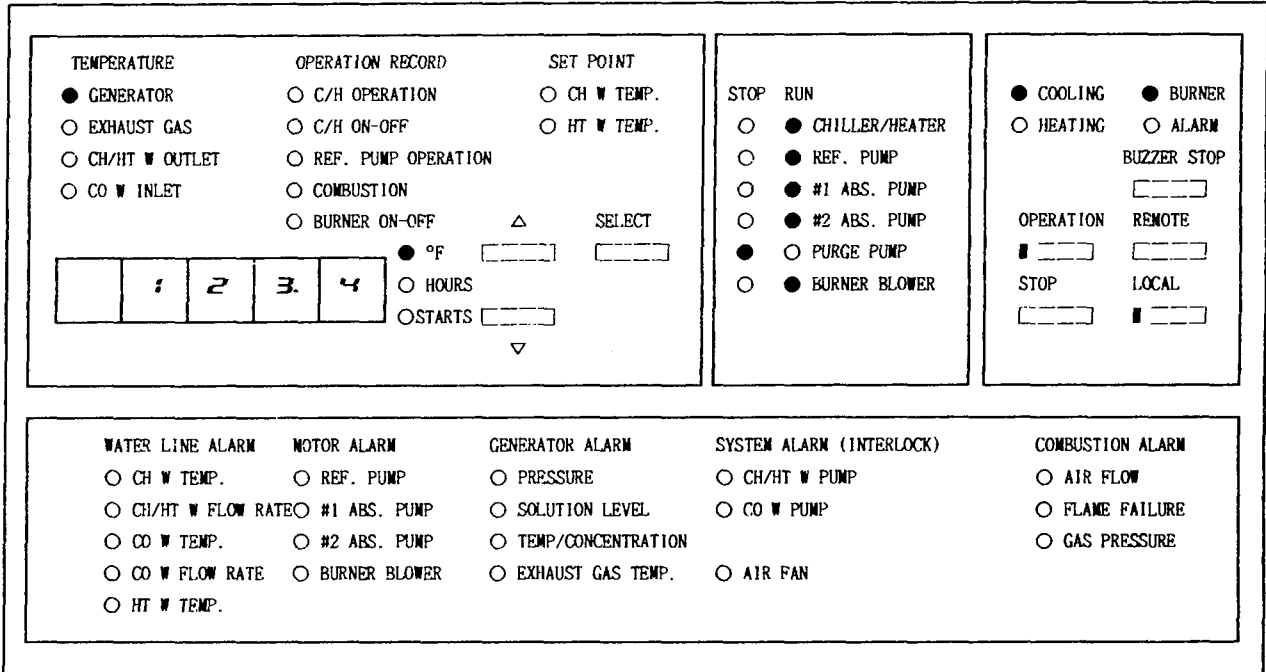 TEMPERATURE
GENERATOR
EXHAUST GAS
CH/HT W OUTLET
CO W INLET
OPERATION RECORD
C/H OPERATION
C/H ON-OFF
REF. PUMP OPERATION
COMBUSTION
BURNER ON-OFF
SET POINT
CH W TEMP.
HT W TEMP.
△ SELECT
°F
HOURS
STARTS
▽
1 2 3. 4
STOP RUN
CHILLER/HEATER
REF. PUMP
#1 ABS. PUMP
#2 ABS. PUMP
PURGE PUMP
BURNER BLOWER
COOLING BURNER
HEATING ALARM
BUZZER STOP
OPERATION REMOTE
STOP LOCAL
WATER LINE ALARM
CH W TEMP.
CH/HT W FLOW RATE
CO W TEMP.
CO W FLOW RATE
HT W TEMP.
MOTOR ALARM
REF. PUMP
#1 ABS. PUMP
#2 ABS. PUMP
BURNER BLOWER
GENERATOR ALARM
PRESSURE
SOLUTION LEVEL
TEMP/CONCENTRATION
EXHAUST GAS TEMP.
SYSTEM ALARM (INTERLOCK)
CH/HT W PUMP
CO W PUMP
AIR FAN
COMBUSTION ALARM
AIR FLOW
FLAME FAILURE
GAS PRESSURE